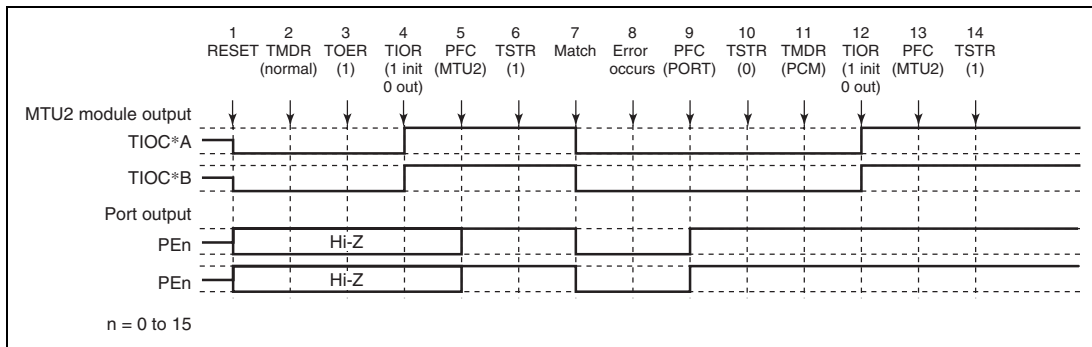 1 2 3 4 5 6 7 8 9 10 11 12 13 14
RESET TMDR TOER TIOR PFC TSTR Match Error PFC TSTR TMDR TIOR PFC TSTR
(normal) (1) (1 init (MTU2) (1) occurs (PORT) (0) (PCM) (1 init (MTU2) (1)
0 out) 0 out)
MTU2 module output
TIOC*A
TIOC*B
Port output
PEn Hi-Z
PEn Hi-Z
n = 0 to 15